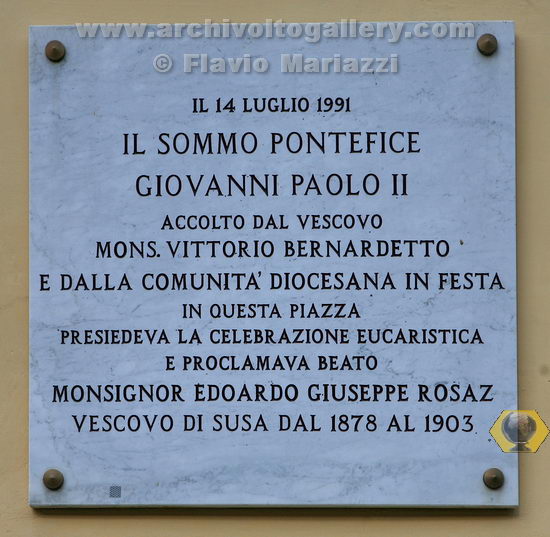 www.archivoltogallery.com
© Flavio Mariazzi
IL 14 LUGLIO 1991
IL SOMMO PONTEFICE
GIOVANNI PAOLO II
ACCOLTO DAL VESCOVO
MONS. VITTORIO BERNARDETTO
E DALLA COMUNITA' DIOCESANA IN FESTA
IN QUESTA PIAZZA
PRESIEDEVA LA CELEBRAZIONE EUCARISTICA
E PROCLAMAVA BEATO
MONSIGNOR EDOARDO GIUSEPPE ROSAZ
VESCOVO DI SUSA DAL 1878 AL 1903